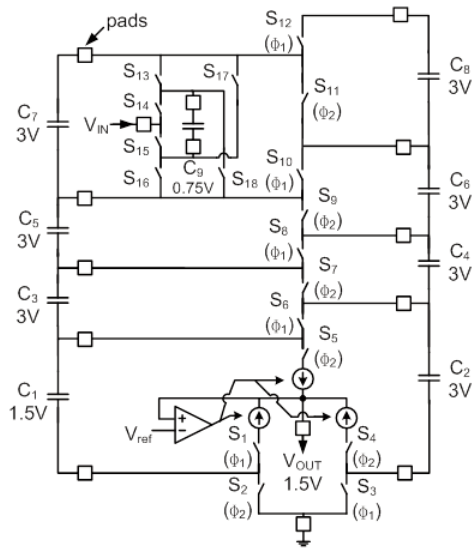 pads
S12
(ϕ1)
S13
S17
C8
3V
S14
S11
(ϕ2)
C7
3V
VIN
S15
C9
0.75V
S16
S18
S10
(ϕ1)
C6
3V
S9
(ϕ2)
C5
3V
S8
(ϕ1)
C4
3V
S7
(ϕ2)
C3
3V
S6
(ϕ1)
S5
(ϕ2)
C1
1.5V
C2
3V
+
−
Vref
S1
(ϕ1)
S4
(ϕ2)
VOUT
1.5V
S2
(ϕ2)
S3
(ϕ1)